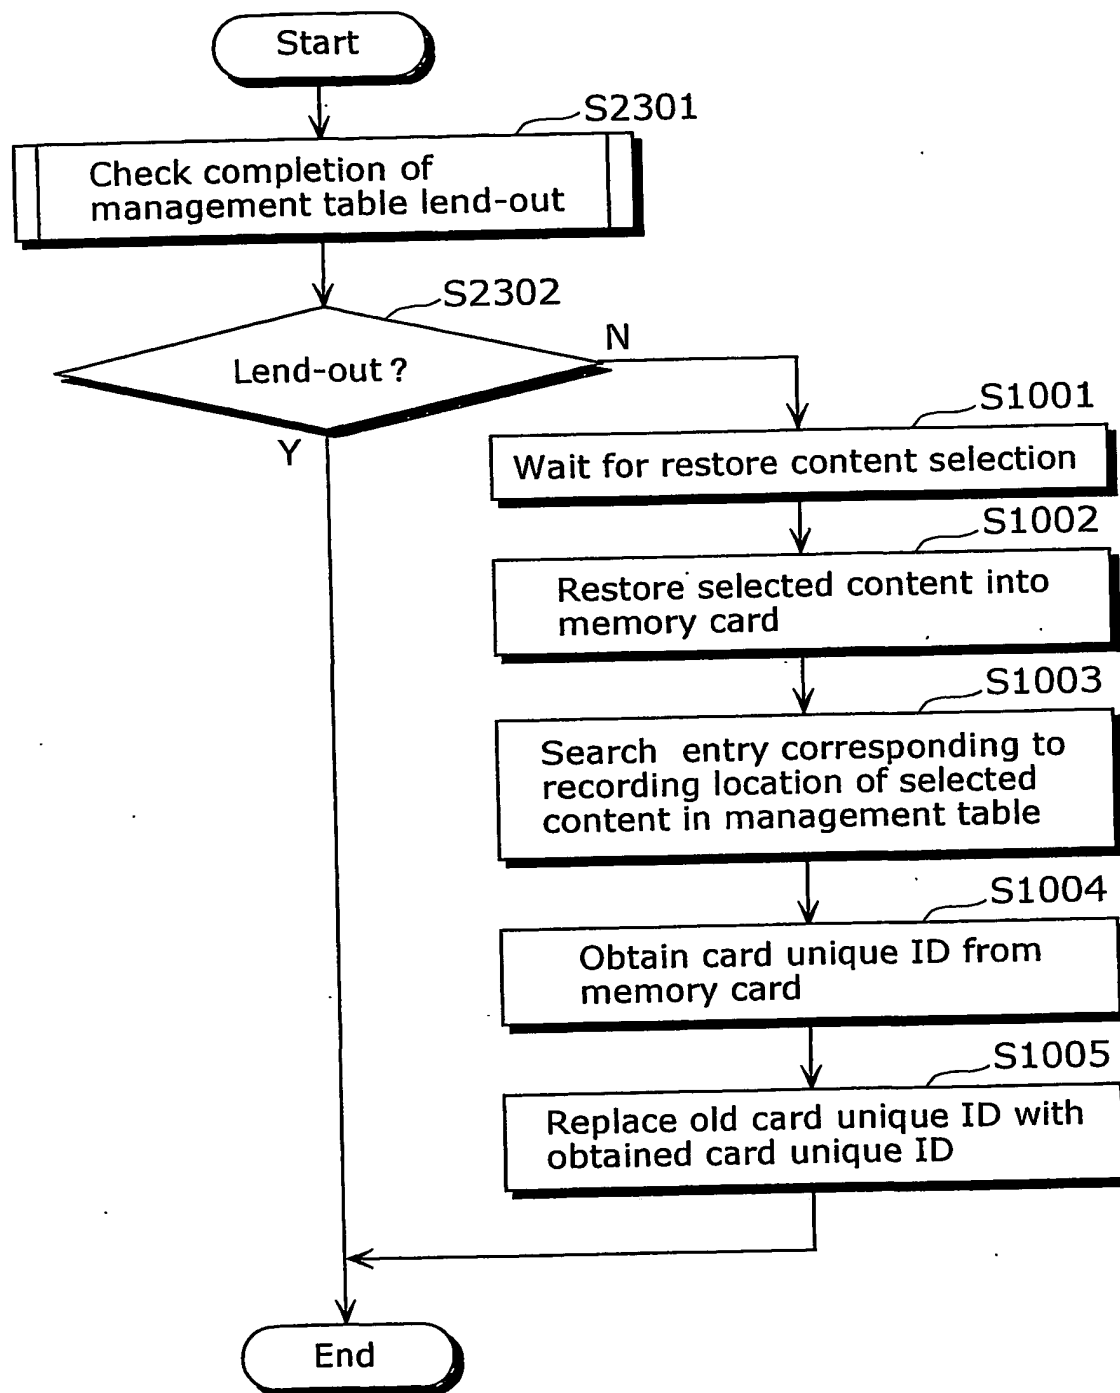 Start
S2301
Check completion of
management table lend-out
S2302
Lend-out ?
N
Y
S1001
Wait for restore content selection
S1002
Restore selected content into
memory card
S1003
Search entry corresponding to
recording location of selected
content in management table
S1004
Obtain card unique ID from
memory card
S1005
Replace old card unique ID with
obtained card unique ID
End